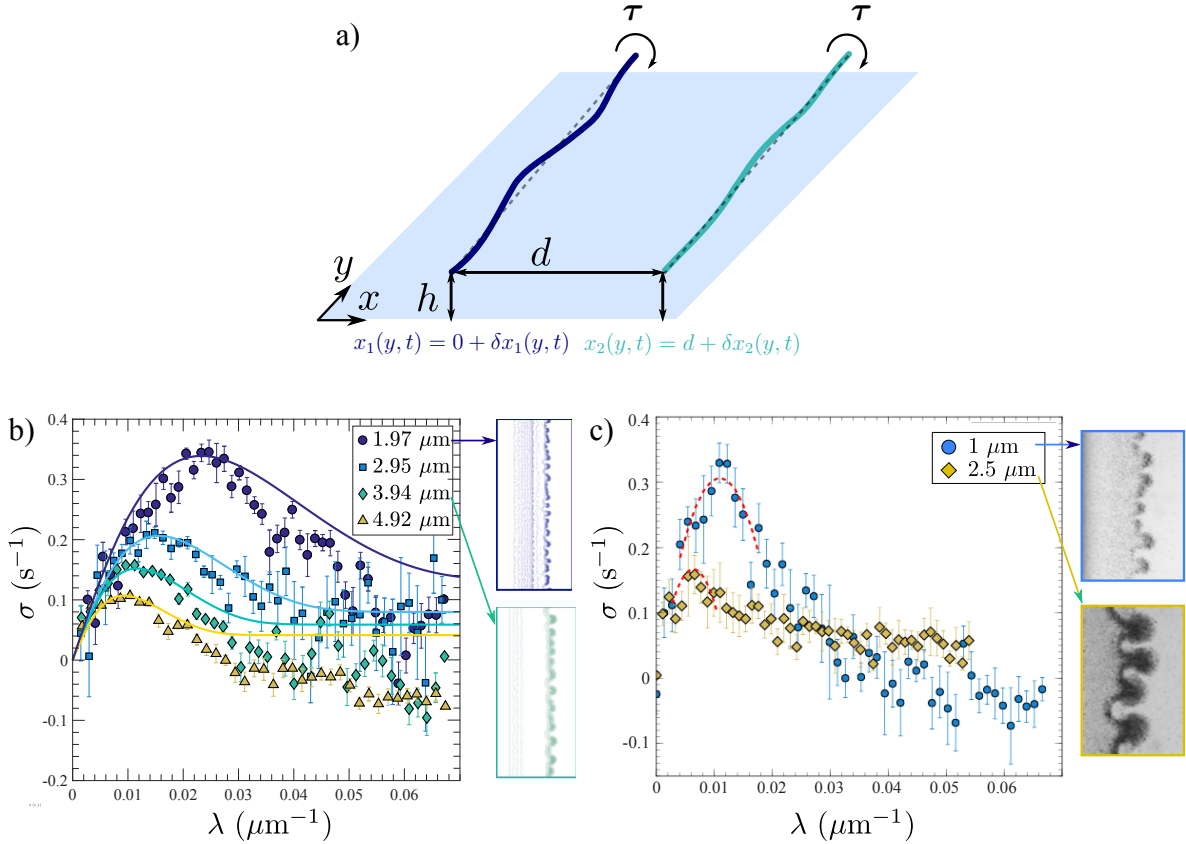 a)
τ
τ
d
y
x
h
x₁(y, t) = 0 + δx₁(y, t)
x₂(y, t) = d + δx₂(y, t)
b)
0.4
0.3
0.2
0.1
0
-0.1
-0.2
σ (s⁻¹)
1.97 μm
2.95 μm
3.94 μm
4.92 μm
0
0.01
0.02
0.03
0.04
0.05
0.06
λ (μm⁻¹)
c)
0.4
0.3
0.2
0.1
0
-0.1
σ (s⁻¹)
1 μm
2.5 μm
0
0.01
0.02
0.03
0.04
0.05
0.06
λ (μm⁻¹)